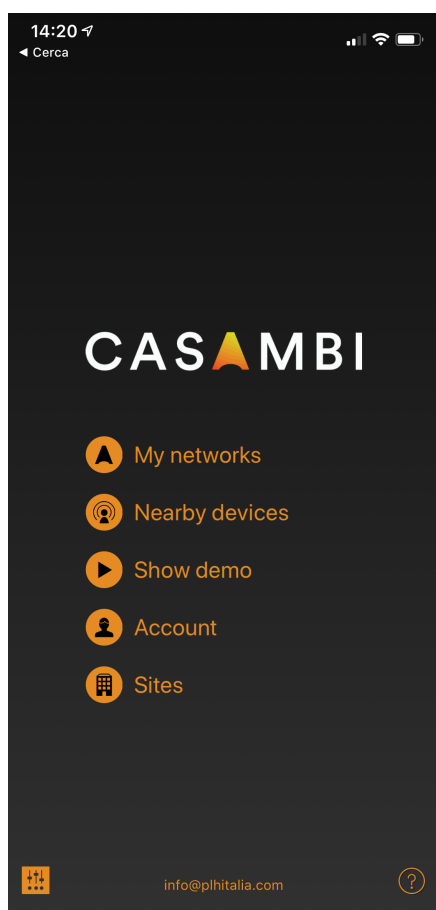 14:20
◀ Cerca
CASAMBI
My networks
Nearby devices
Show demo
Account
Sites
info@plhitalia.com
?